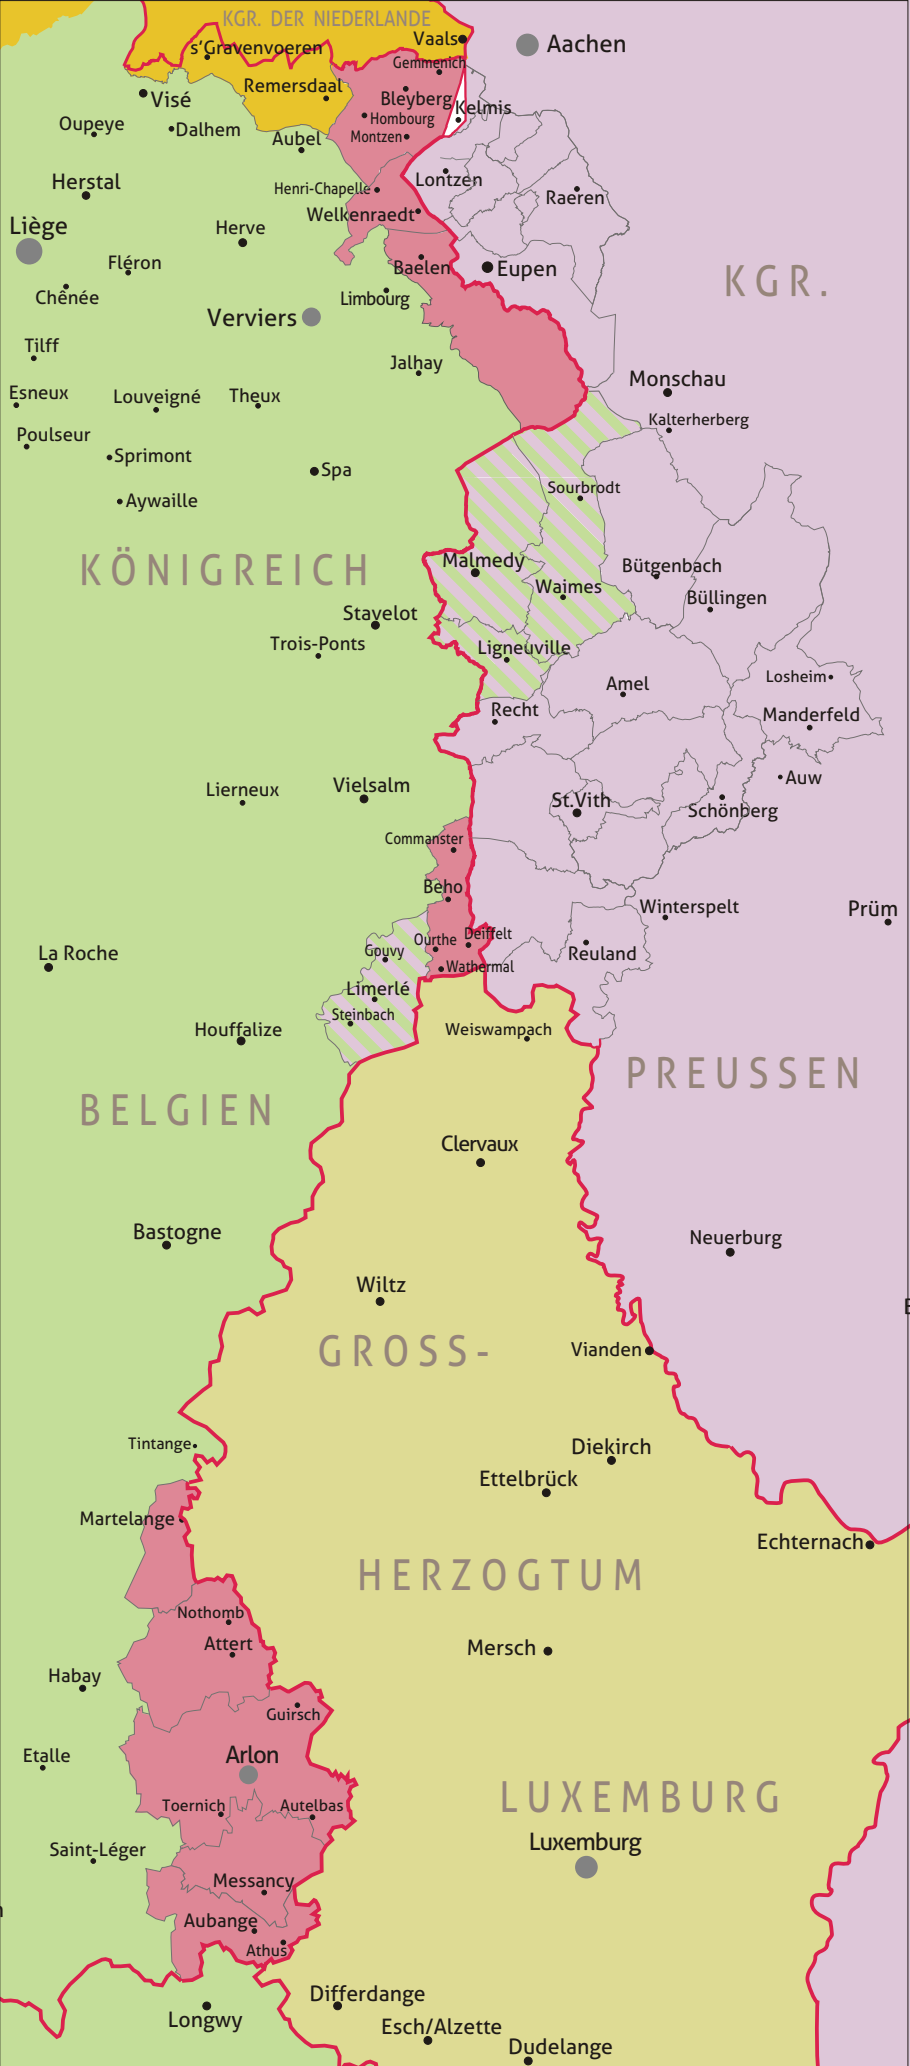 KGR. DER NIEDERLANDE
Vaals
Aachen
s'Gravenvoeren
Gemmenich
Remersdaal
Visé
Bleyberg
Kelmis
Hombourg
Oupeye
Dalhem
Aubel
Montzen
Herstal
Henri-Chapelle
Lontzen
Raeren
Welkenraedt
Liège
Herve
Fléron
Baelen
Eupen
KGR.
Chênée
Limbourg
Verviers
Tilff
Jalhay
Monschau
Esneux
Louveigné
Theux
Kalterherberg
Poulseur
Sprimont
Spa
Sourbrodt
Aywaille
KÖNIGREICH
Malmedy
Bütgenbach
Waimes
Büllingen
Stavelot
Trois-Ponts
Ligneuville
Losheim
Amel
Recht
Manderfeld
Auw
Lierneux
Vielsalm
St.Vith
Schönberg
Commanster
Beho
Winterspelt
Prüm
Deiffelt
Ourthe
La Roche
Gouvy
Reuland
Wathermal
Limerlé
Steinbach
Houffalize
Weiswampach
PREUSSEN
BELGIEN
Clervaux
Bastogne
Neuerburg
Wiltz
GROSS-
Vianden
Tintange
Diekirch
Ettelbrück
Martelange
Echternach
HERZOGTUM
Nothomb
Attert
Mersch
Habay
Guirsch
Etalle
Arlon
LUXEMBURG
Toernich
Autelbas
Saint-Léger
Luxemburg
Messancy
Aubange
Athus
Differdange
Longwy
Esch/Alzette
Dudelange